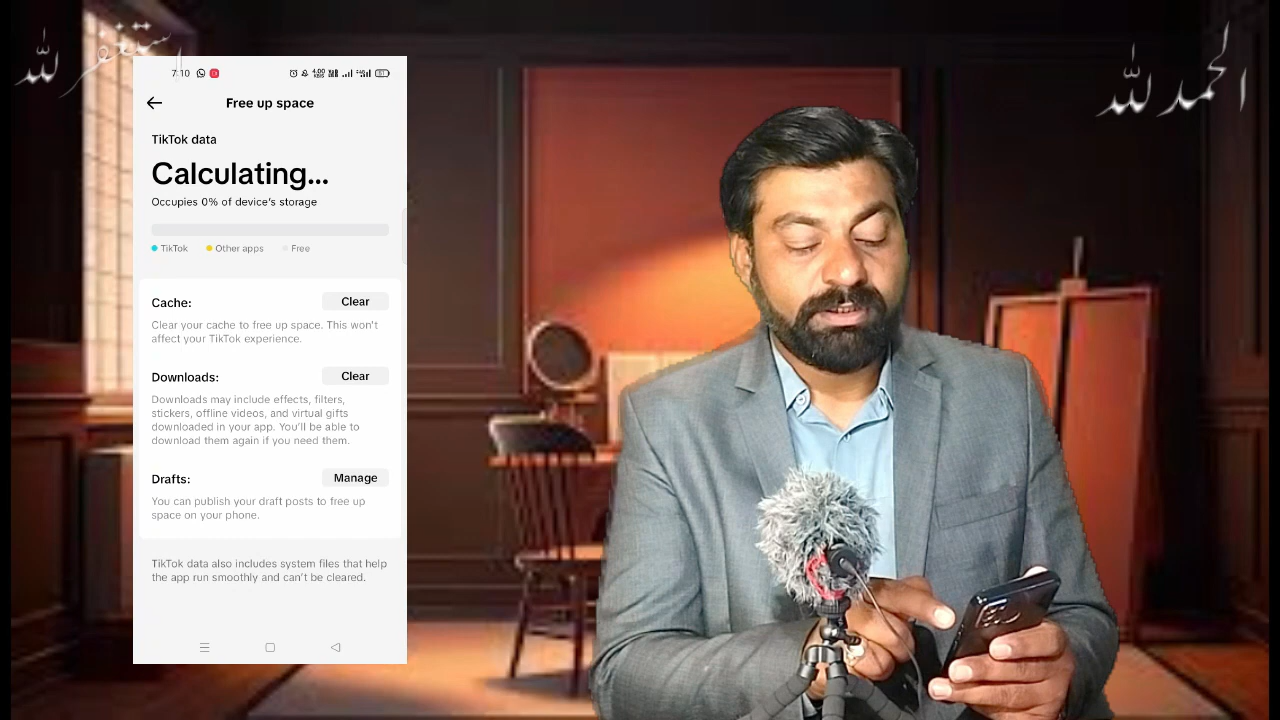 استغفر للہ
الحمد للہ
7:10
Free up space
TikTok data
Calculating...
Occupies 0% of device's storage
TikTok Other apps Free
Cache: Clear
Clear your cache to free up space. This won't
affect your TikTok experience.
Downloads: Clear
Downloads may include effects, filters,
stickers, offline videos, and virtual gifts
downloaded in your app. You'll be able to
download them again if you need them.
Drafts: Manage
You can publish your draft posts to free up
space on your phone.
TikTok data also includes system files that help
the app run smoothly and can't be cleared.